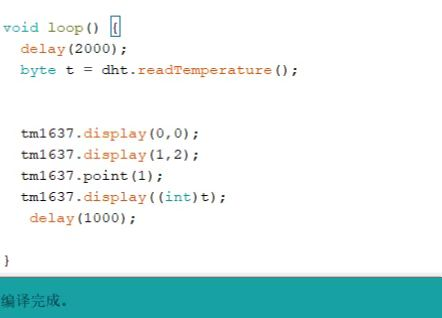 void loop() {
delay(2000);
byte t = dht.readTemperature();
tm1637.display(0,0);
tm1637.display(1,2);
tm1637.point(1);
tm1637.display((int)t);
delay(1000);
}
编译完成。